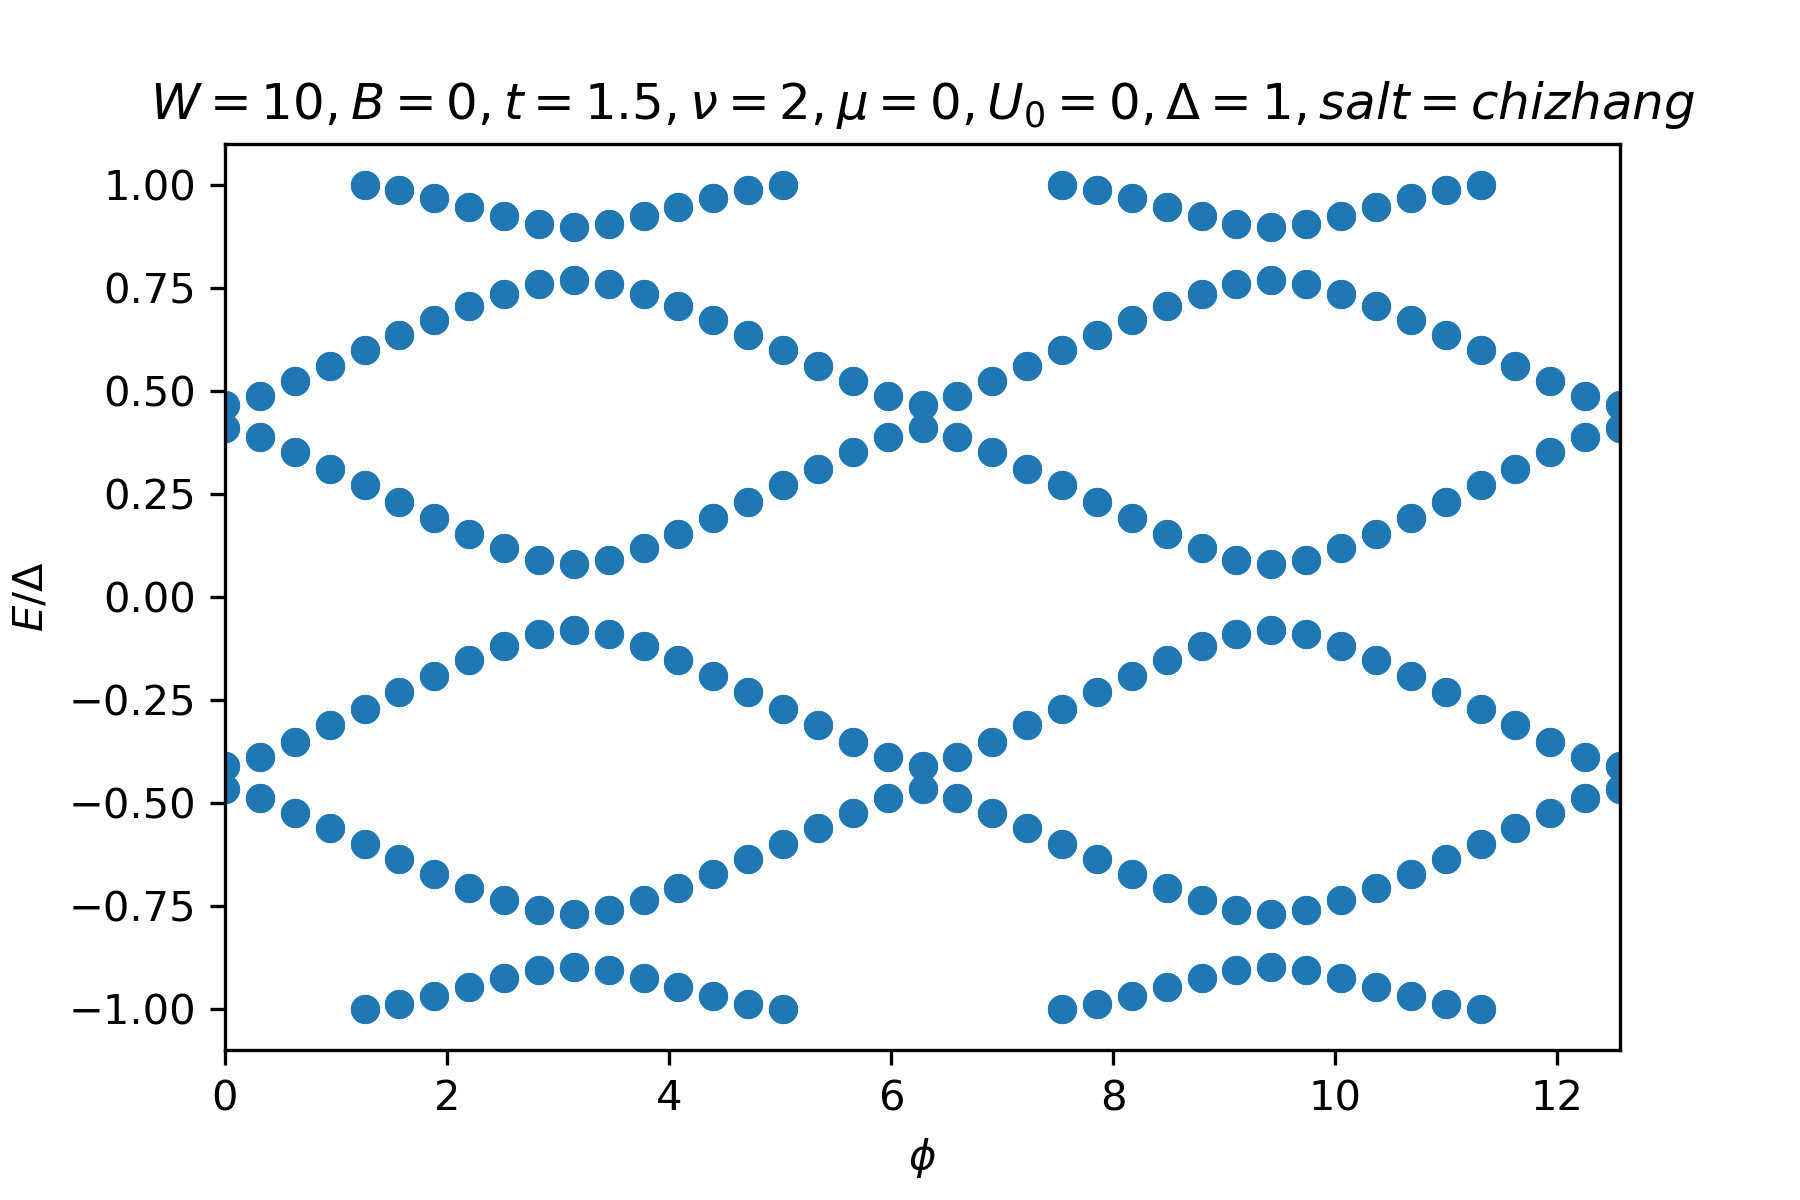 W = 10, B = 0, t = 1.5, ν = 2, μ = 0, U₀ = 0, Δ = 1, salt = chizhang
1.00
0.75
0.50
0.25
0.00
−0.25
−0.50
−0.75
−1.00
E/Δ
0 2 4 6 8 10 12
ϕ